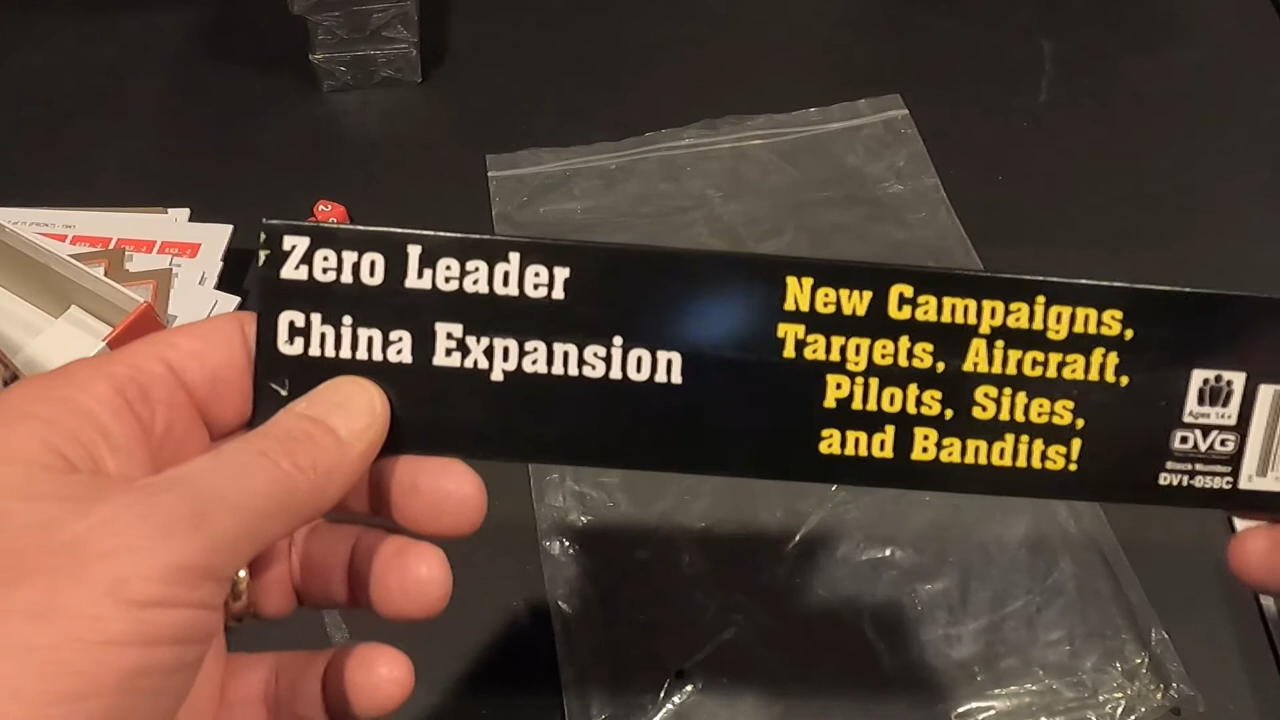 Zero Leader
China Expansion
New Campaigns,
Targets, Aircraft,
Pilots, Sites,
and Bandits!
Ages 14+
DVG
Stock Number
DV1-058C
2